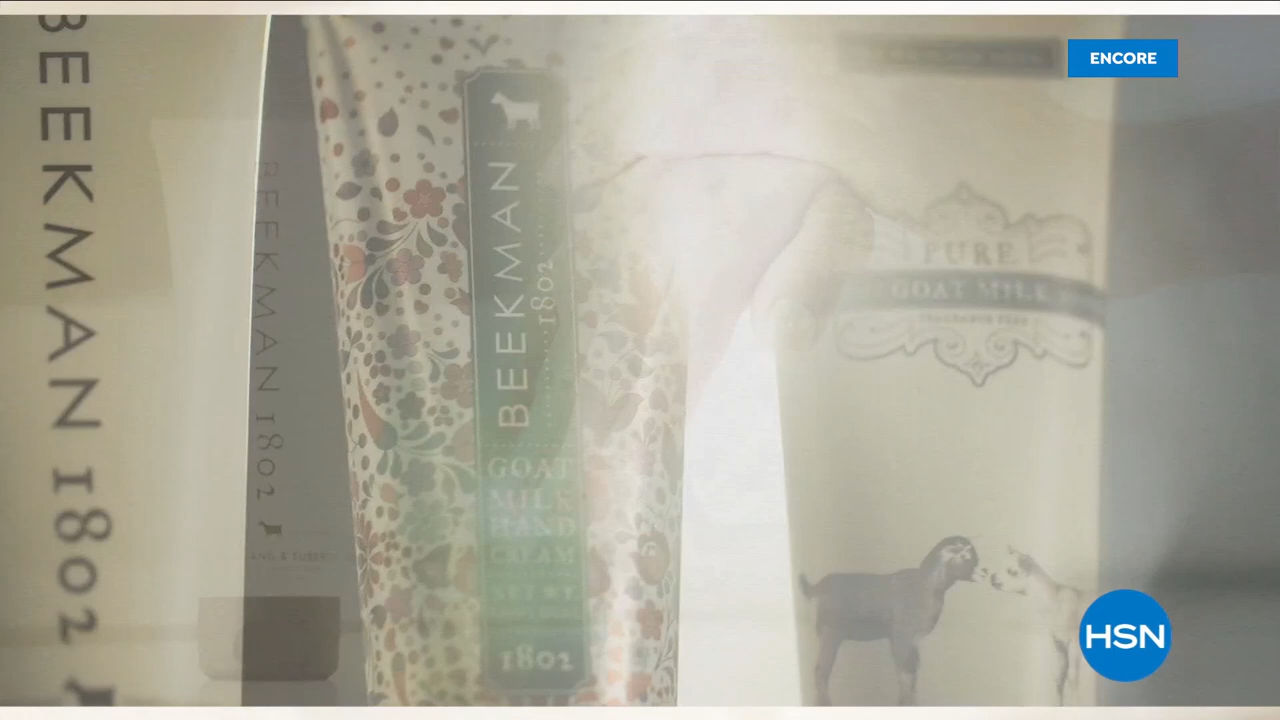 BEEKMAN 1802
BEEKMAN 1802
BEEKMAN
1802
GOAT
MILK
HAND
CREAM
1802
PURE
GOAT MILK
ENCORE
HSN